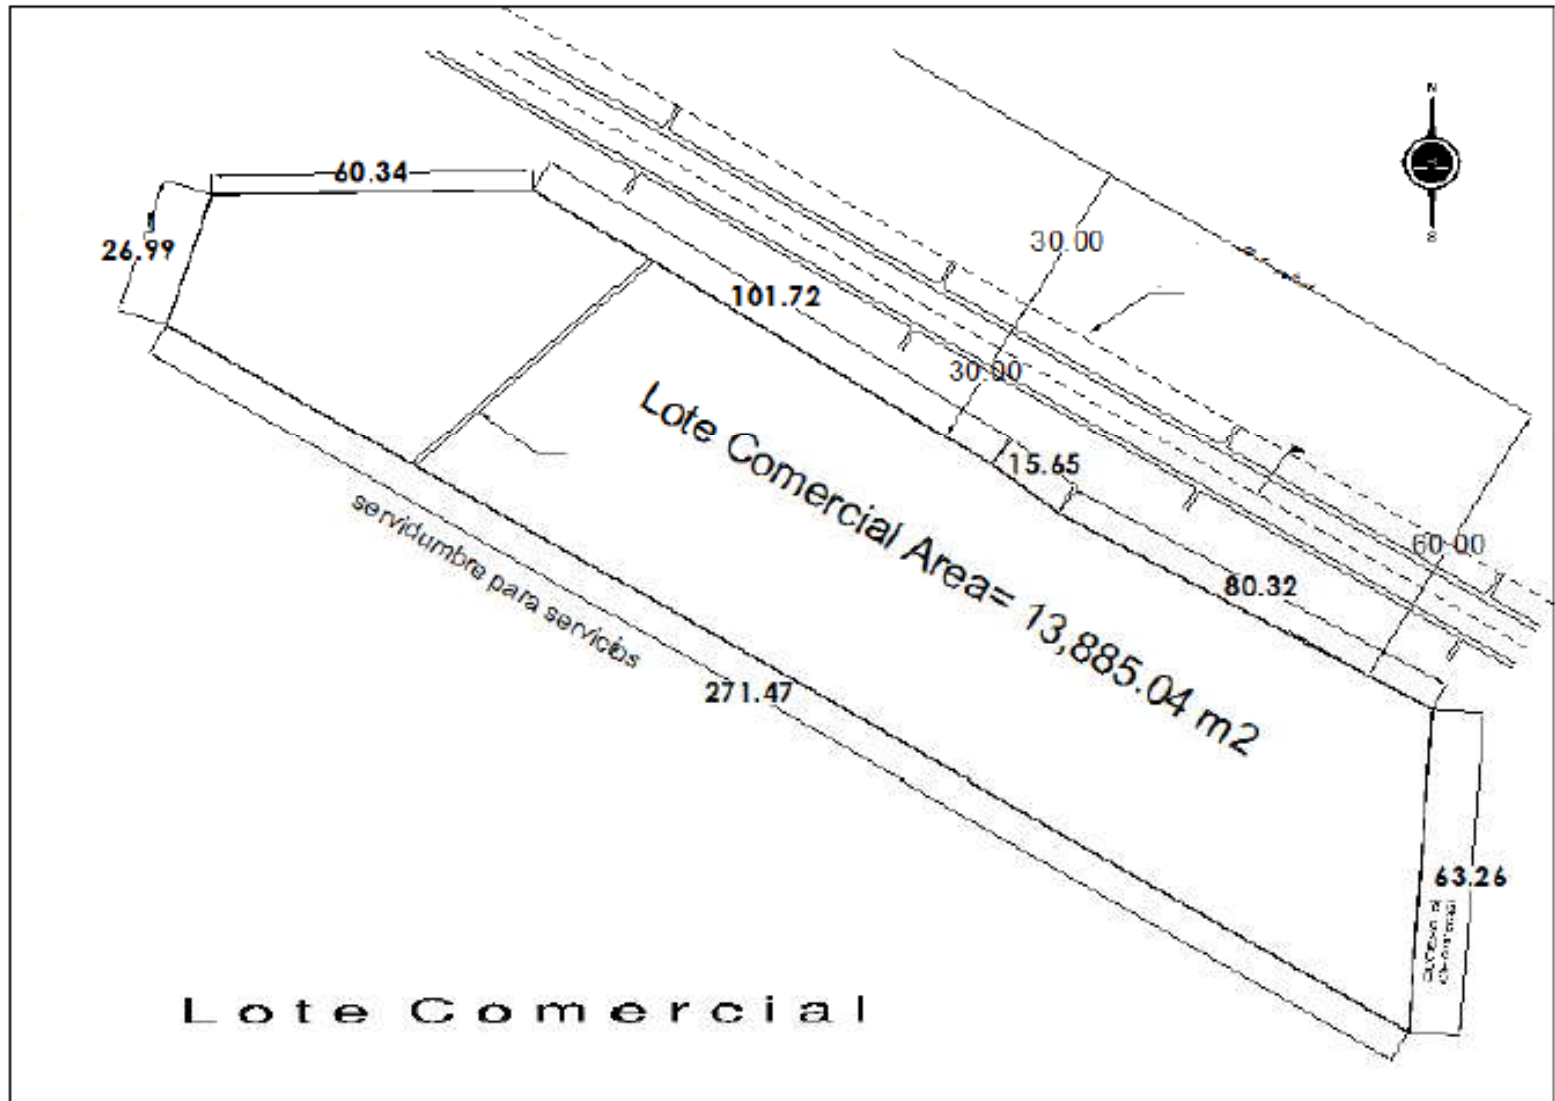 N
S
60.34
26.99
30.00
101.72
30.00
15.65
60.00
80.32
Lote Comercial Area= 13,885.04 m2
servidumbre para servicios
271.47
63.26
Lote Comercial